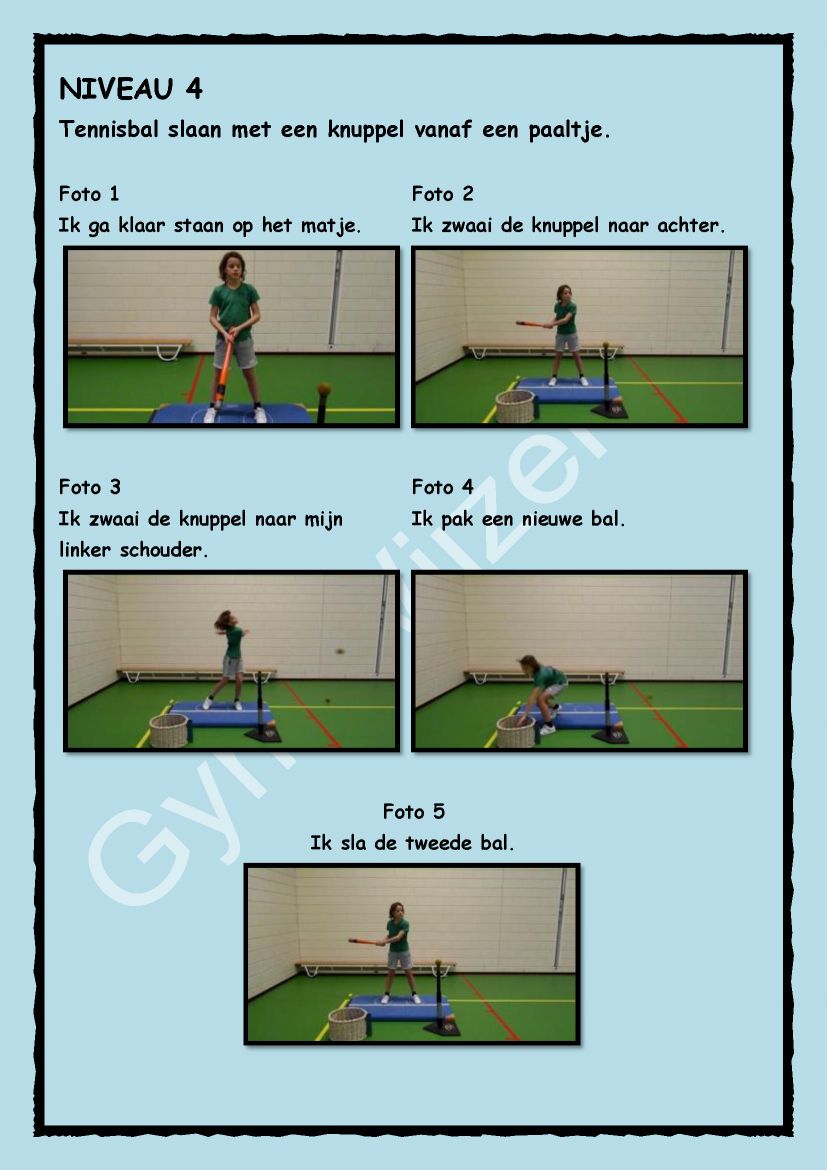 NIVEAU 4
Tennisbal slaan met een knuppel vanaf een paaltje.
Foto 1
Ik ga klaar staan op het matje.
Foto 2
Ik zwaai de knuppel naar achter.
Foto 3
Ik zwaai de knuppel naar mijn
linker schouder.
Foto 4
Ik pak een nieuwe bal.
Foto 5
Ik sla de tweede bal.